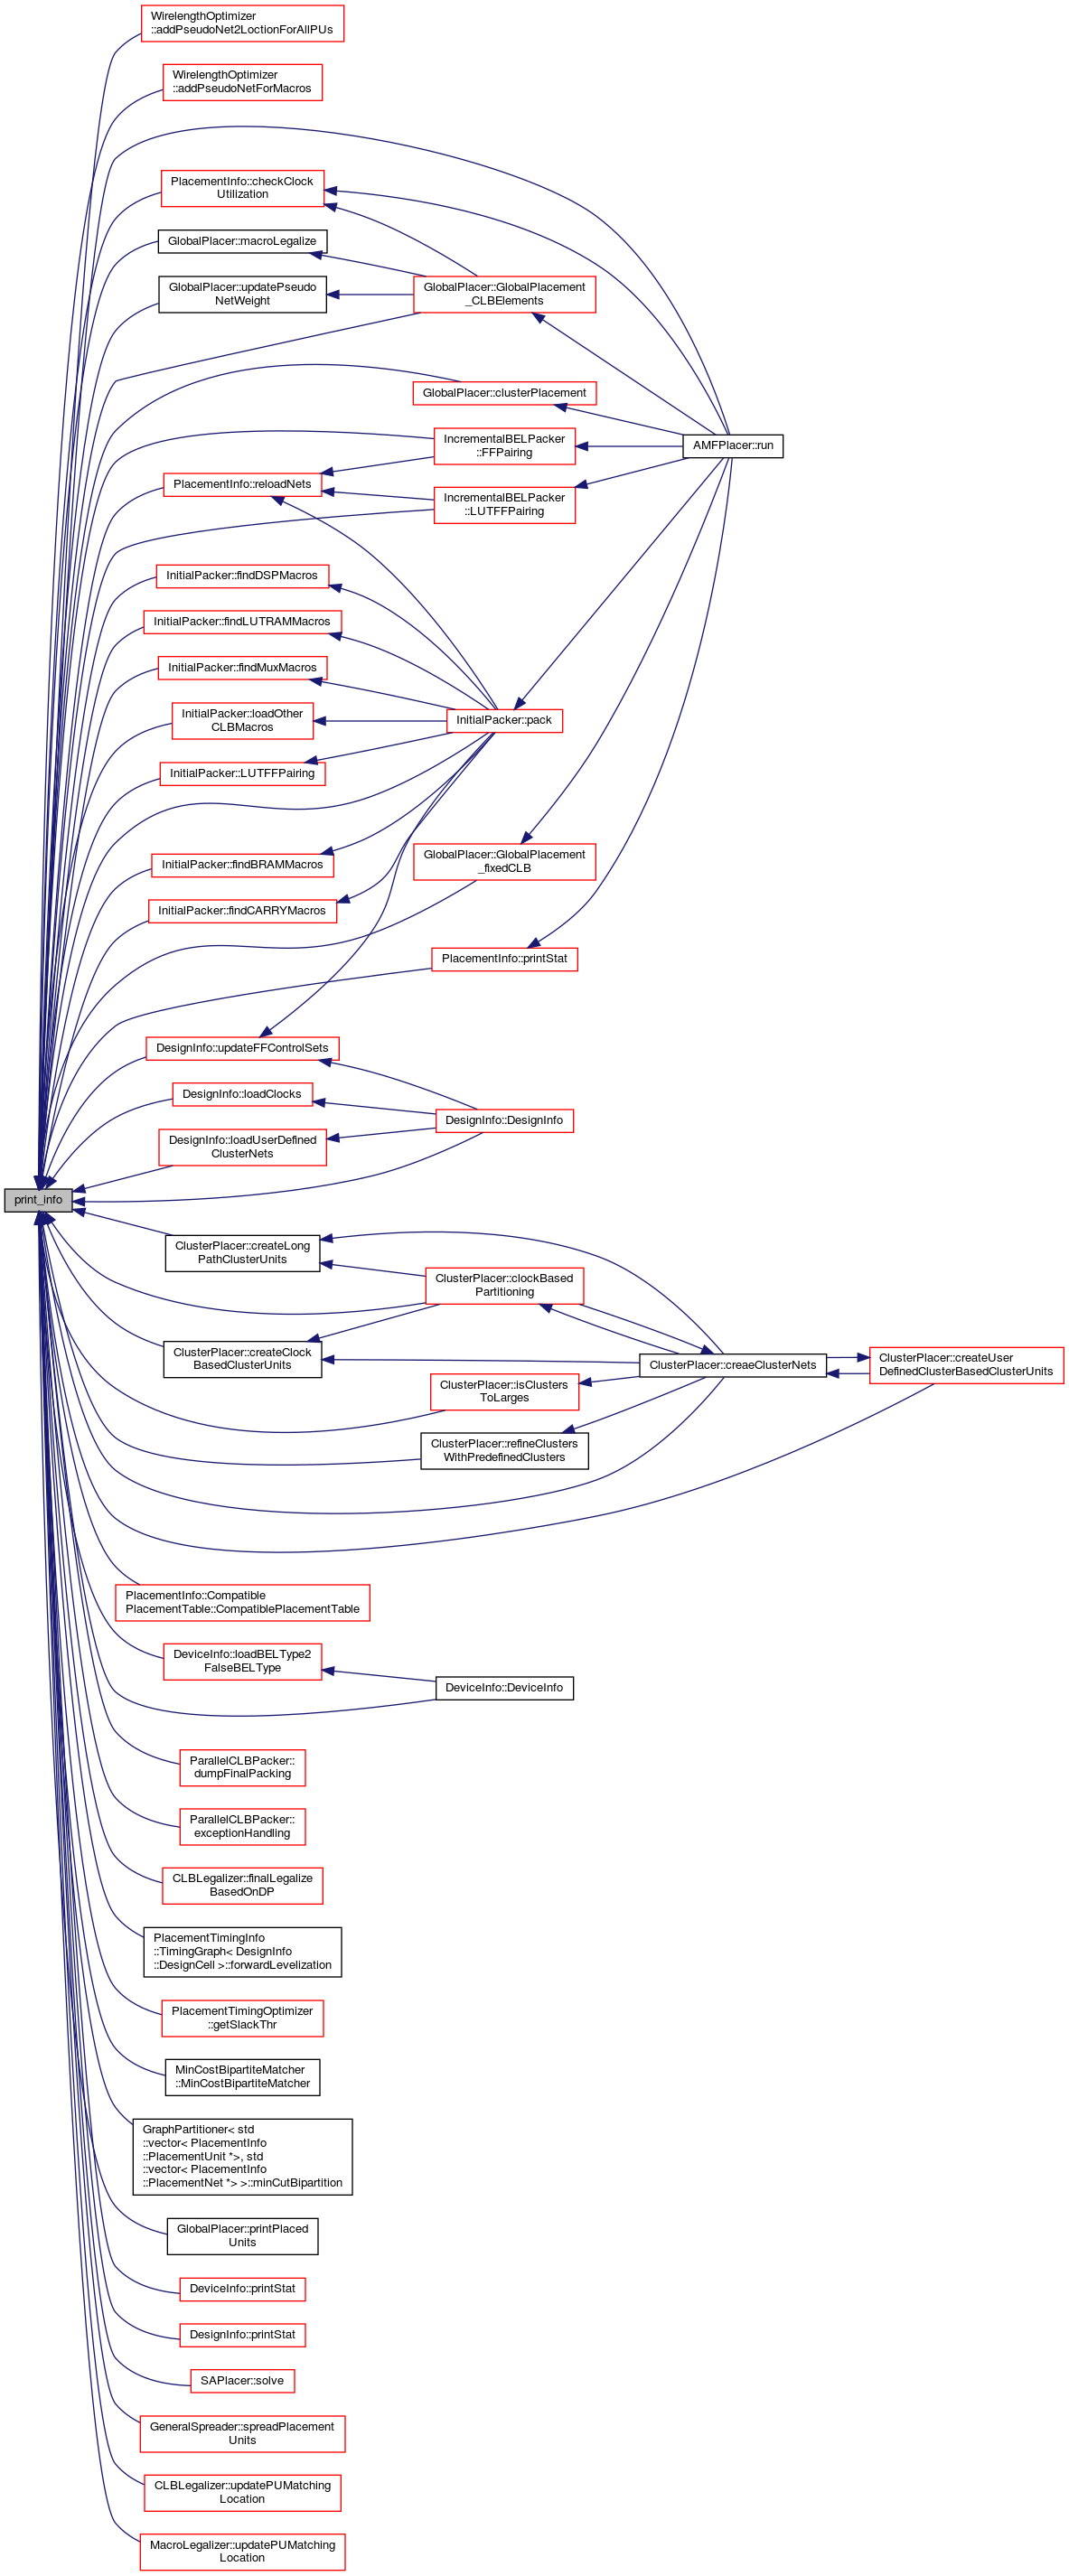 WirelengthOptimizer
::addPseudoNet2LoctionForAllPUs
WirelengthOptimizer
::addPseudoNetForMacros
PlacementInfo::checkClock
Utilization
GlobalPlacer::macroLegalize
GlobalPlacer::updatePseudo
NetWeight
GlobalPlacer::GlobalPlacement
_CLBElements
GlobalPlacer::clusterPlacement
AMFPlacer::run
IncrementalBELPacker
::FFPairing
PlacementInfo::reloadNets
IncrementalBELPacker
::LUTFFPairing
InitialPacker::findDSPMacros
InitialPacker::findLUTRAMMacros
InitialPacker::findMuxMacros
InitialPacker::loadOther
CLBMacros
InitialPacker::pack
InitialPacker::LUTFFPairing
InitialPacker::findBRAMMacros
GlobalPlacer::GlobalPlacement
_fixedCLB
InitialPacker::findCARRYMacros
PlacementInfo::printStat
DesignInfo::updateFFControlSets
DesignInfo::loadClocks
DesignInfo::DesignInfo
DesignInfo::loadUserDefined
ClusterNets
print_info
ClusterPlacer::createLong
PathClusterUnits
ClusterPlacer::clockBased
Partitioning
ClusterPlacer::createClock
BasedClusterUnits
ClusterPlacer::creaeClusterNets
ClusterPlacer::createUser
DefinedClusterBasedClusterUnits
ClusterPlacer::isClusters
ToLarges
ClusterPlacer::refineClusters
WithPredefinedClusters
PlacementInfo::Compatible
PlacementTable::CompatiblePlacementTable
DeviceInfo::loadBELType2
FalseBELType
DeviceInfo::DeviceInfo
ParallelCLBPacker::
dumpFinalPacking
ParallelCLBPacker::
exceptionHandling
CLBLegalizer::finalLegalize
BasedOnDP
PlacementTimingInfo
::TimingGraph< DesignInfo
::DesignCell >::forwardLevelization
PlacementTimingOptimizer
::getSlackThr
MinCostBipartiteMatcher
::MinCostBipartiteMatcher
GraphPartitioner< std
::vector< PlacementInfo
::PlacementUnit *>, std
::vector< PlacementInfo
::PlacementNet *> >::minCutBipartition
GlobalPlacer::printPlaced
Units
DeviceInfo::printStat
DesignInfo::printStat
SAPlacer::solve
GeneralSpreader::spreadPlacement
Units
CLBLegalizer::updatePUMatching
Location
MacroLegalizer::updatePUMatching
Location